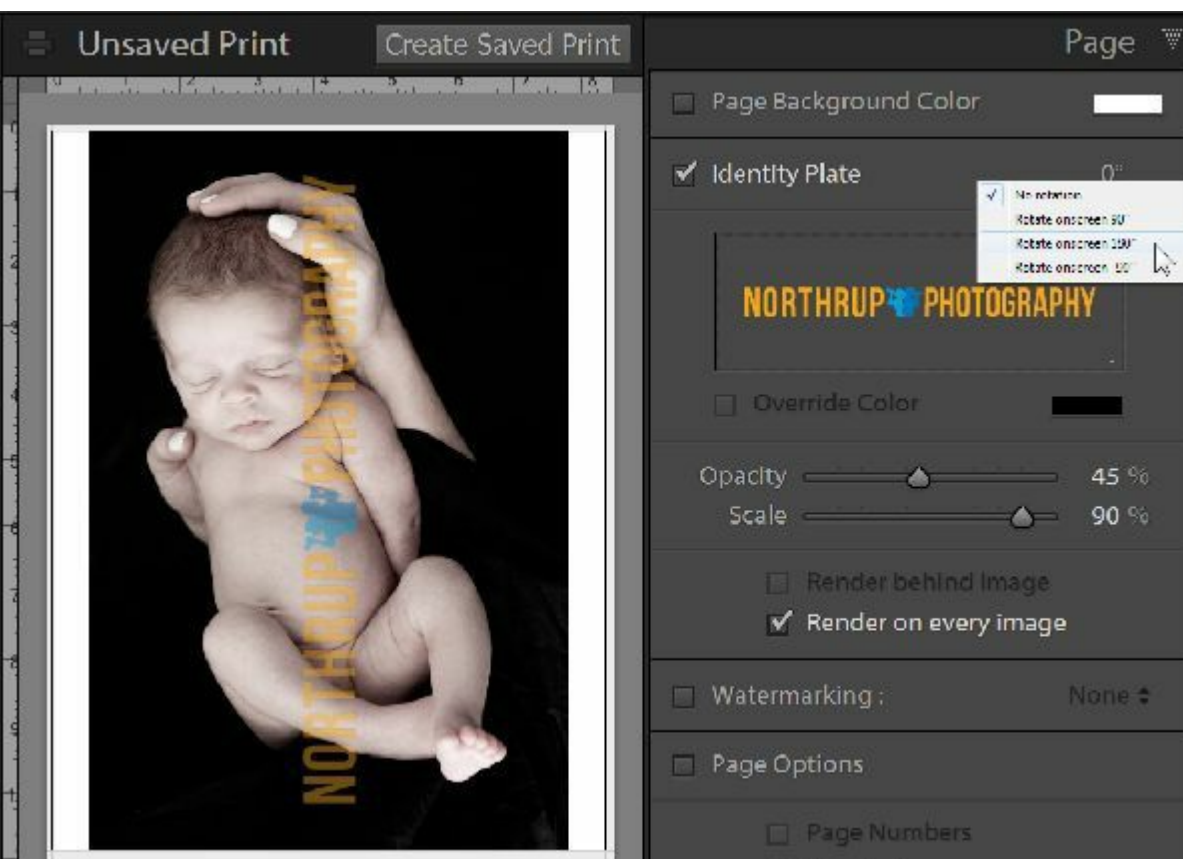 Unsaved Print
Create Saved Print
NORTHRUP PHOTOGRAPHY
Page
Page Background Color
Identity Plate
0°
No rotation
Rotate onscreen 90°
Rotate onscreen 180°
Rotate onscreen
NORTHRUP PHOTOGRAPHY
Override Color
Opacity 45 %
Scale 90 %
Render behind image
Render on every image
Watermarking : None
Page Options
Page Numbers